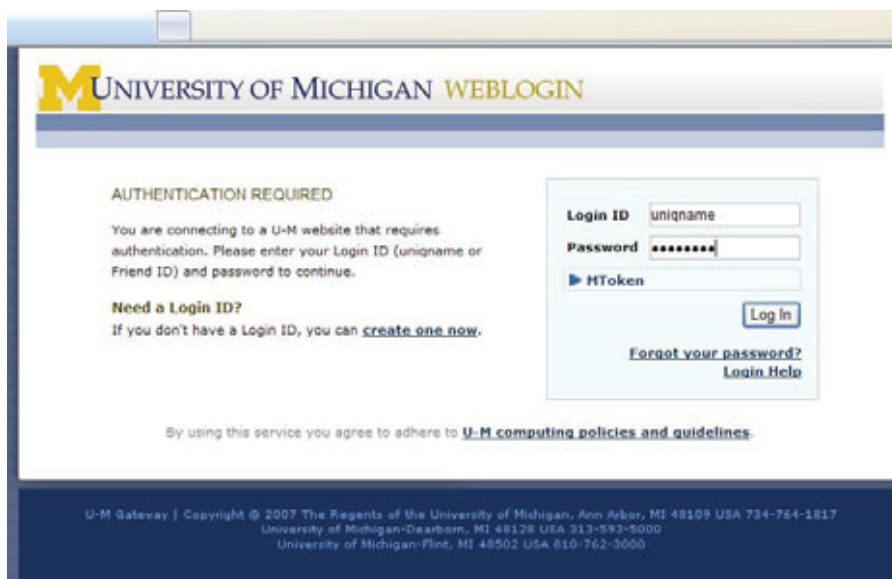 M UNIVERSITY OF MICHIGAN WEBLOGIN
AUTHENTICATION REQUIRED
You are connecting to a U-M website that requires
authentication. Please enter your Login ID (uniqname or
Friend ID) and password to continue.
Need a Login ID?
If you don't have a Login ID, you can create one now.
Login ID uniqname
Password ••••••••
MToken
Log In
Forgot your password?
Login Help
By using this service you agree to adhere to U-M computing policies and guidelines.
U-M Gateway | Copyright © 2007 The Regents of the University of Michigan, Ann Arbor, MI 48109 USA 734-764-1817
University of Michigan-Dearborn, MI 48128 USA 313-593-5000
University of Michigan-Flint, MI 48502 USA 810-762-3000